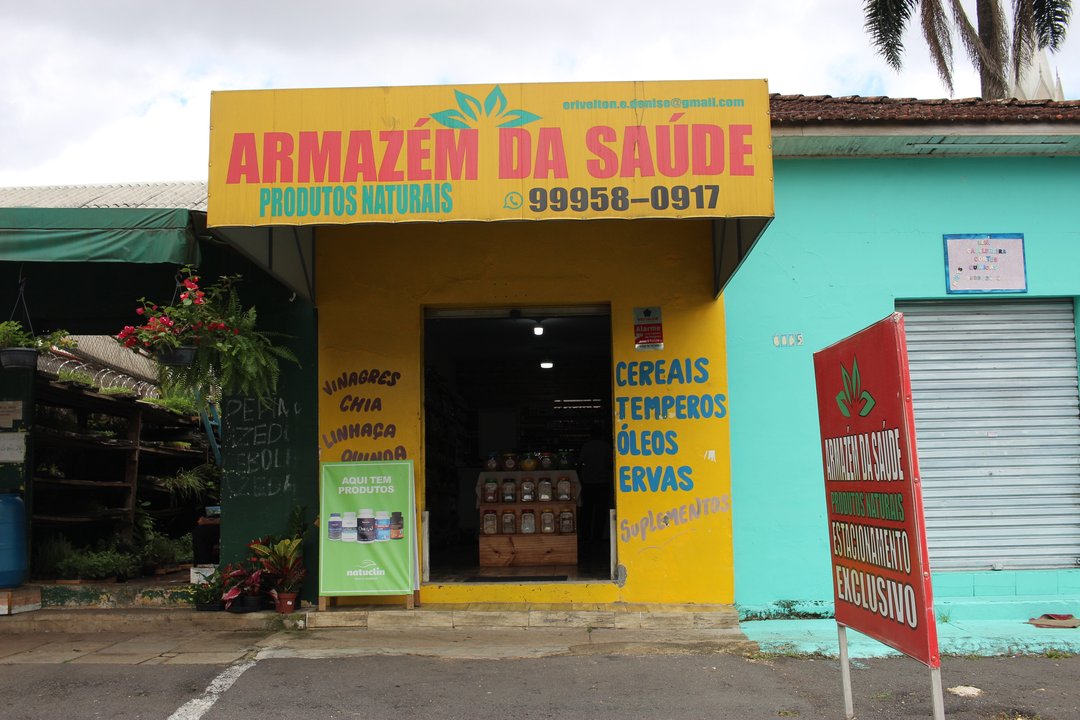 erivelton.e.denise@gmail.com
ARMAZÉM DA SAÚDE
PRODUTOS NATURAIS
99958-0917
VINAGRES
CHIA
LINHAÇA
QUINOA
Alarme
CEREAIS
TEMPEROS
ÓLEOS
ERVAS
SUPLEMENTOS
AQUI TEM
PRODUTOS
natuclin
ARMAZÉM DA SAÚDE
PRODUTOS NATURAIS
ESTACIONAMENTO
EXCLUSIVO